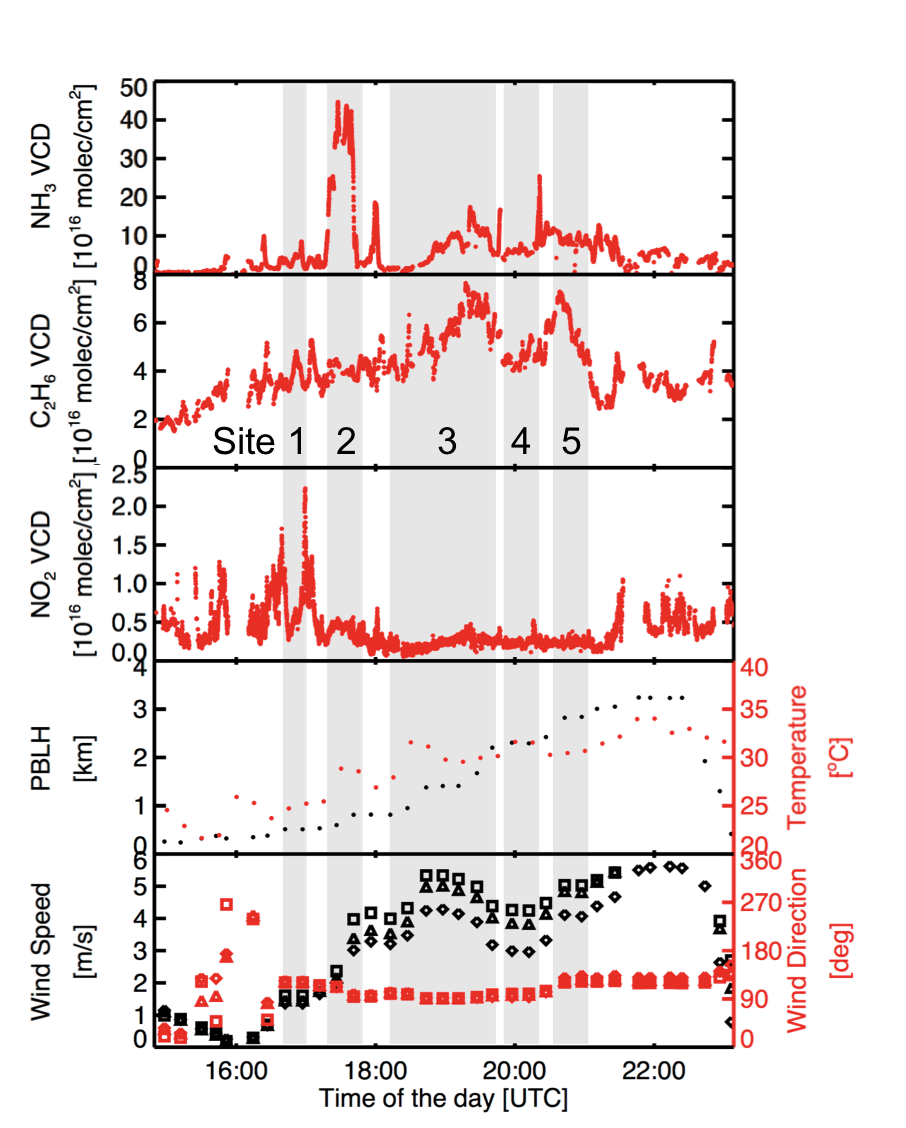 NH3 VCD
[10^16 molec/cm^2]
50
40
30
20
10
0
C2H6 VCD
[10^16 molec/cm^2]
8
6
4
2
0
Site 1 2 3 4 5
NO2 VCD
[10^16 molec/cm^2]
2.5
2.0
1.5
1.0
0.5
0.0
PBLH
[km]
4
3
2
1
0
40
35
30
25
20
Temperature
[°C]
Wind Speed
[m/s]
6
5
4
3
2
1
0
360
270
180
90
0
Wind Direction
[deg]
16:00 18:00 20:00 22:00
Time of the day [UTC]